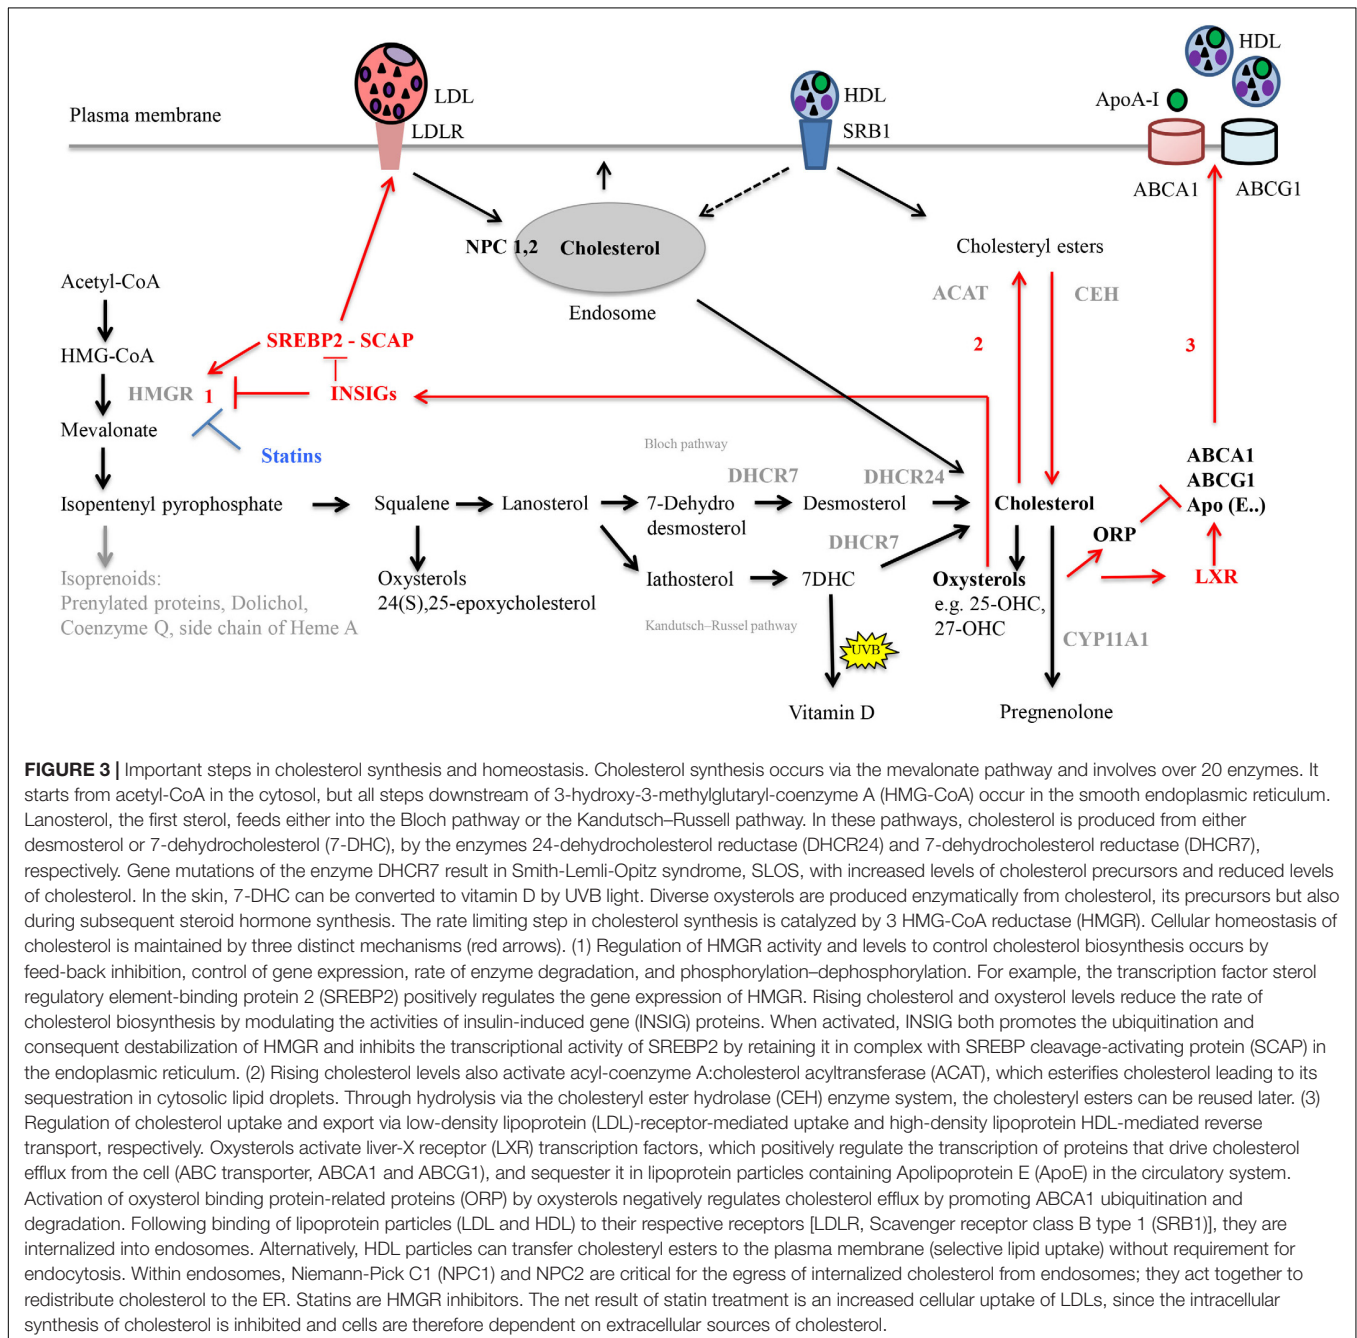 HDL
LDL
HDL
ApoA-I
Plasma membrane
LDLR
SRB1
ABCA1
ABCG1
NPC 1,2
Cholesterol
Cholesteryl esters
Acetyl-CoA
ACAT
CEH
Endosome
SREBP2 - SCAP
2
3
HMG-CoA
HMGR
1
INSIGs
Mevalonate
Statins
Bloch pathway
ABCA1
ABCG1
Apo (E..)
DHCR7
DHCR24
Isopentenyl pyrophosphate
Squalene
Lanosterol
7-Dehydro
desmosterol
Desmosterol
Cholesterol
ORP
DHCR7
Isoprenoids:
Prenylated proteins, Dolichol,
Coenzyme Q, side chain of Heme A
Oxysterols
24(S),25-epoxycholesterol
Iathosterol
7DHC
Oxysterols
e.g. 25-OHC,
27-OHC
LXR
Kandutsch–Russel pathway
CYP11A1
UVB
Vitamin D
Pregnenolone
FIGURE 3 | Important steps in cholesterol synthesis and homeostasis. Cholesterol synthesis occurs via the mevalonate pathway and involves over 20 enzymes. It
starts from acetyl-CoA in the cytosol, but all steps downstream of 3-hydroxy-3-methylglutaryl-coenzyme A (HMG-CoA) occur in the smooth endoplasmic reticulum.
Lanosterol, the first sterol, feeds either into the Bloch pathway or the Kandutsch–Russell pathway. In these pathways, cholesterol is produced from either
desmosterol or 7-dehydrocholesterol (7-DHC), by the enzymes 24-dehydrocholesterol reductase (DHCR24) and 7-dehydrocholesterol reductase (DHCR7),
respectively. Gene mutations of the enzyme DHCR7 result in Smith-Lemli-Opitz syndrome, SLOS, with increased levels of cholesterol precursors and reduced levels
of cholesterol. In the skin, 7-DHC can be converted to vitamin D by UVB light. Diverse oxysterols are produced enzymatically from cholesterol, its precursors but also
during subsequent steroid hormone synthesis. The rate limiting step in cholesterol synthesis is catalyzed by 3 HMG-CoA reductase (HMGR). Cellular homeostasis of
cholesterol is maintained by three distinct mechanisms (red arrows). (1) Regulation of HMGR activity and levels to control cholesterol biosynthesis occurs by
feed-back inhibition, control of gene expression, rate of enzyme degradation, and phosphorylation–dephosphorylation. For example, the transcription factor sterol
regulatory element-binding protein 2 (SREBP2) positively regulates the gene expression of HMGR. Rising cholesterol and oxysterol levels reduce the rate of
cholesterol biosynthesis by modulating the activities of insulin-induced gene (INSIG) proteins. When activated, INSIG both promotes the ubiquitination and
consequent destabilization of HMGR and inhibits the transcriptional activity of SREBP2 by retaining it in complex with SREBP cleavage-activating protein (SCAP) in
the endoplasmic reticulum. (2) Rising cholesterol levels also activate acyl-coenzyme A:cholesterol acyltransferase (ACAT), which esterifies cholesterol leading to its
sequestration in cytosolic lipid droplets. Through hydrolysis via the cholesteryl ester hydrolase (CEH) enzyme system, the cholesteryl esters can be reused later. (3)
Regulation of cholesterol uptake and export via low-density lipoprotein (LDL)-receptor-mediated uptake and high-density lipoprotein HDL-mediated reverse
transport, respectively. Oxysterols activate liver-X receptor (LXR) transcription factors, which positively regulate the transcription of proteins that drive cholesterol
efflux from the cell (ABC transporter, ABCA1 and ABCG1), and sequester it in lipoprotein particles containing Apolipoprotein E (ApoE) in the circulatory system.
Activation of oxysterol binding protein-related proteins (ORP) by oxysterols negatively regulates cholesterol efflux by promoting ABCA1 ubiquitination and
degradation. Following binding of lipoprotein particles (LDL and HDL) to their respective receptors [LDLR, Scavenger receptor class B type 1 (SRB1)], they are
internalized into endosomes. Alternatively, HDL particles can transfer cholesteryl esters to the plasma membrane (selective lipid uptake) without requirement for
endocytosis. Within endosomes, Niemann-Pick C1 (NPC1) and NPC2 are critical for the egress of internalized cholesterol from endosomes; they act together to
redistribute cholesterol to the ER. Statins are HMGR inhibitors. The net result of statin treatment is an increased cellular uptake of LDLs, since the intracellular
synthesis of cholesterol is inhibited and cells are therefore dependent on extracellular sources of cholesterol.